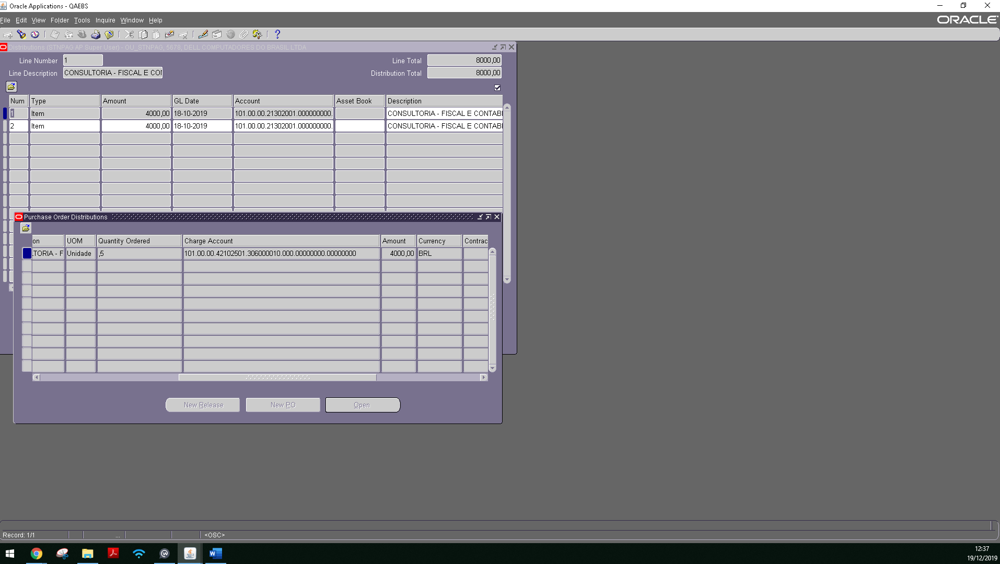 Oracle Applications - QAEBS
File Edit View Folder Tools Inquire Window Help
ORACLE
Distributions (STNPAG AP Super User) - OU_STNPAG, 5678, DELL COMPUTADORES DO BRASIL LTDA
Line Number 1 Line Total 8000,00
Line Description CONSULTORIA - FISCAL E CO Distribution Total 8000,00
Num Type Amount GL Date Account Asset Book Description
1 Item 4000,00 18-10-2019 101.00.00.21302001.000000000. CONSULTORIA - FISCAL E CONTABI
2 Item 4000,00 18-10-2019 101.00.00.21302001.000000000. CONSULTORIA - FISCAL E CONTABI
Purchase Order Distributions
on UOM Quantity Ordered Charge Account Amount Currency Contrac
.TORIA - F Unidade ,5 101.00.00.42102501.306000010.000.00000000.00000000 4000,00 BRL
New Release New PO Open
Record: 1/1 ... <OSC>
12:37
19/12/2019